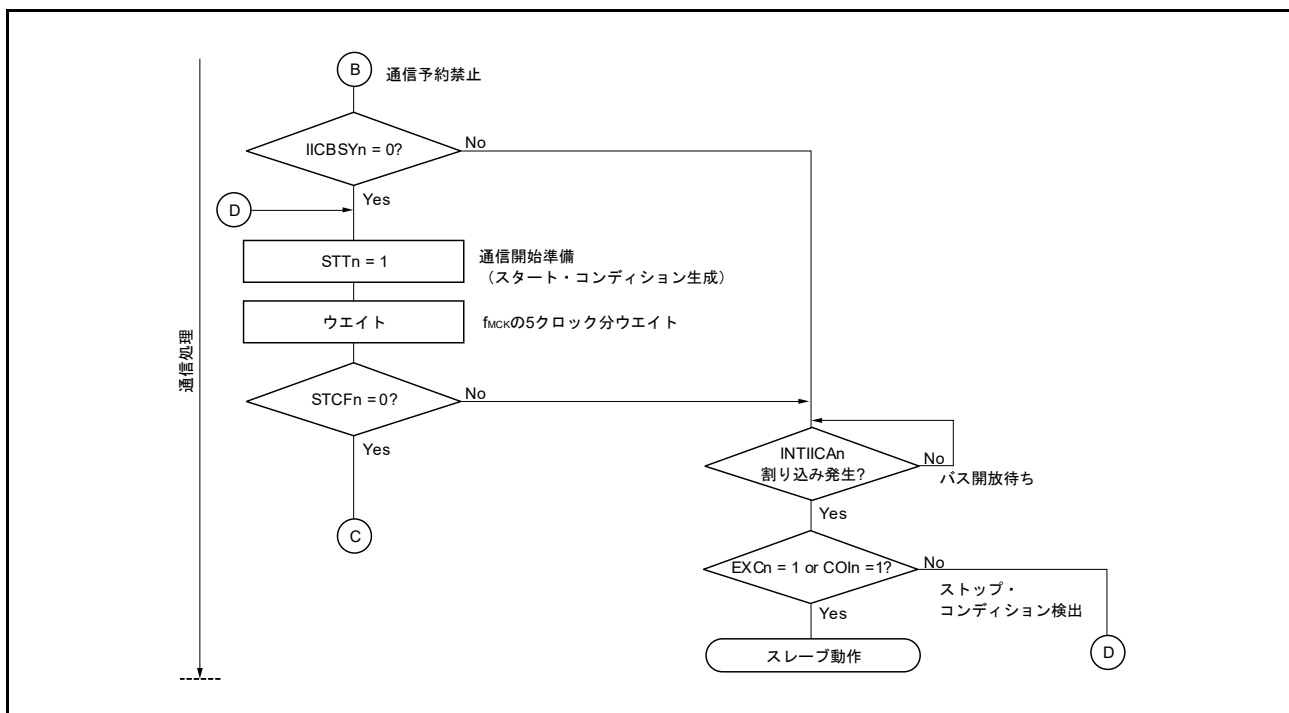 B
通信予約禁止
IICBSYn = 0?
No
Yes
D
STTn = 1
通信開始準備
（スタート・コンディション生成）
ウエイト
fMCKの5クロック分ウエイト
STCFn = 0?
No
Yes
C
通信処理
INTIICAn
割り込み発生?
No
バス開放待ち
Yes
EXCn = 1 or COIn =1?
No
ストップ・
コンディション検出
Yes
スレーブ動作
D